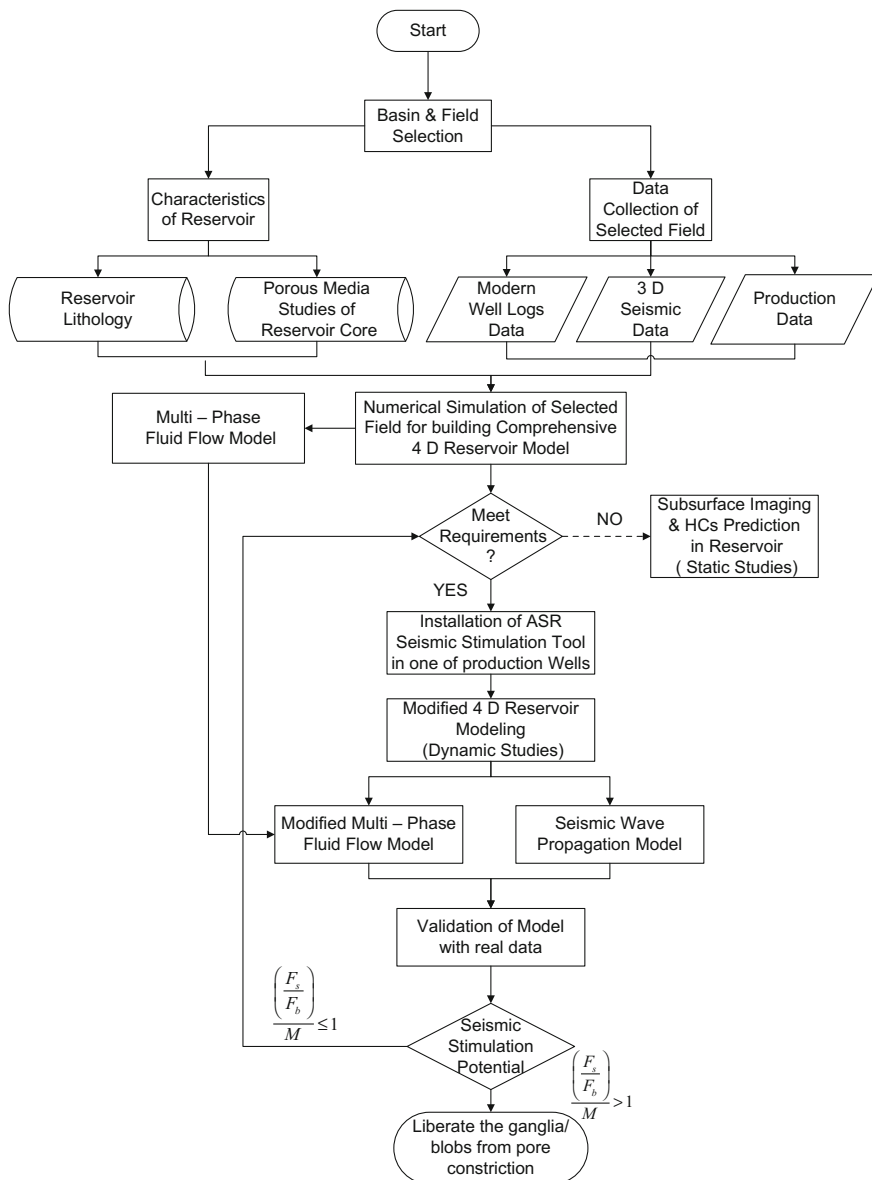 Start
Basin & Field
Selection
Characteristics
of Reservoir
Data
Collection of
Selected Field
Reservoir
Lithology
Porous Media
Studies of
Reservoir Core
Modern
Well Logs
Data
3 D
Seismic
Data
Production
Data
Multi – Phase
Fluid Flow Model
Numerical Simulation of Selected
Field for building Comprehensive
4 D Reservoir Model
Meet
Requirements
?
NO
Subsurface Imaging
& HCs Prediction
in Reservoir
( Static Studies)
YES
Installation of ASR
Seismic Stimulation Tool
in one of production Wells
Modified 4 D Reservoir
Modeling
(Dynamic Studies)
Modified Multi – Phase
Fluid Flow Model
Seismic Wave
Propagation Model
Validation of Model
with real data
(F_s / F_b) / M ≤ 1
Seismic
Stimulation
Potential
(F_s / F_b) / M > 1
Liberate the ganglia/
blobs from pore
constriction